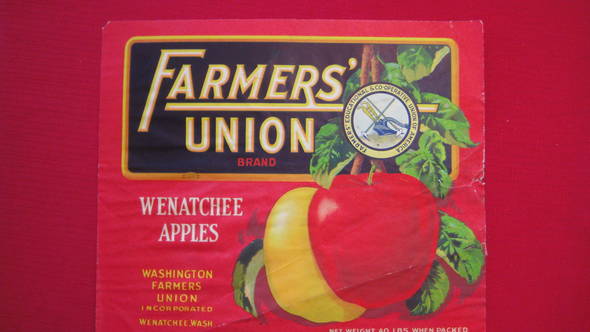 FARMERS'
UNION
BRAND
FARMERS' EDUCATIONAL & CO-OPERATIVE UNION OF AMERICA
WENATCHEE
APPLES
WASHINGTON
FARMERS
UNION
INCORPORATED
WENATCHEE, WASH.
NET WEIGHT 40 LBS. WHEN PACKED